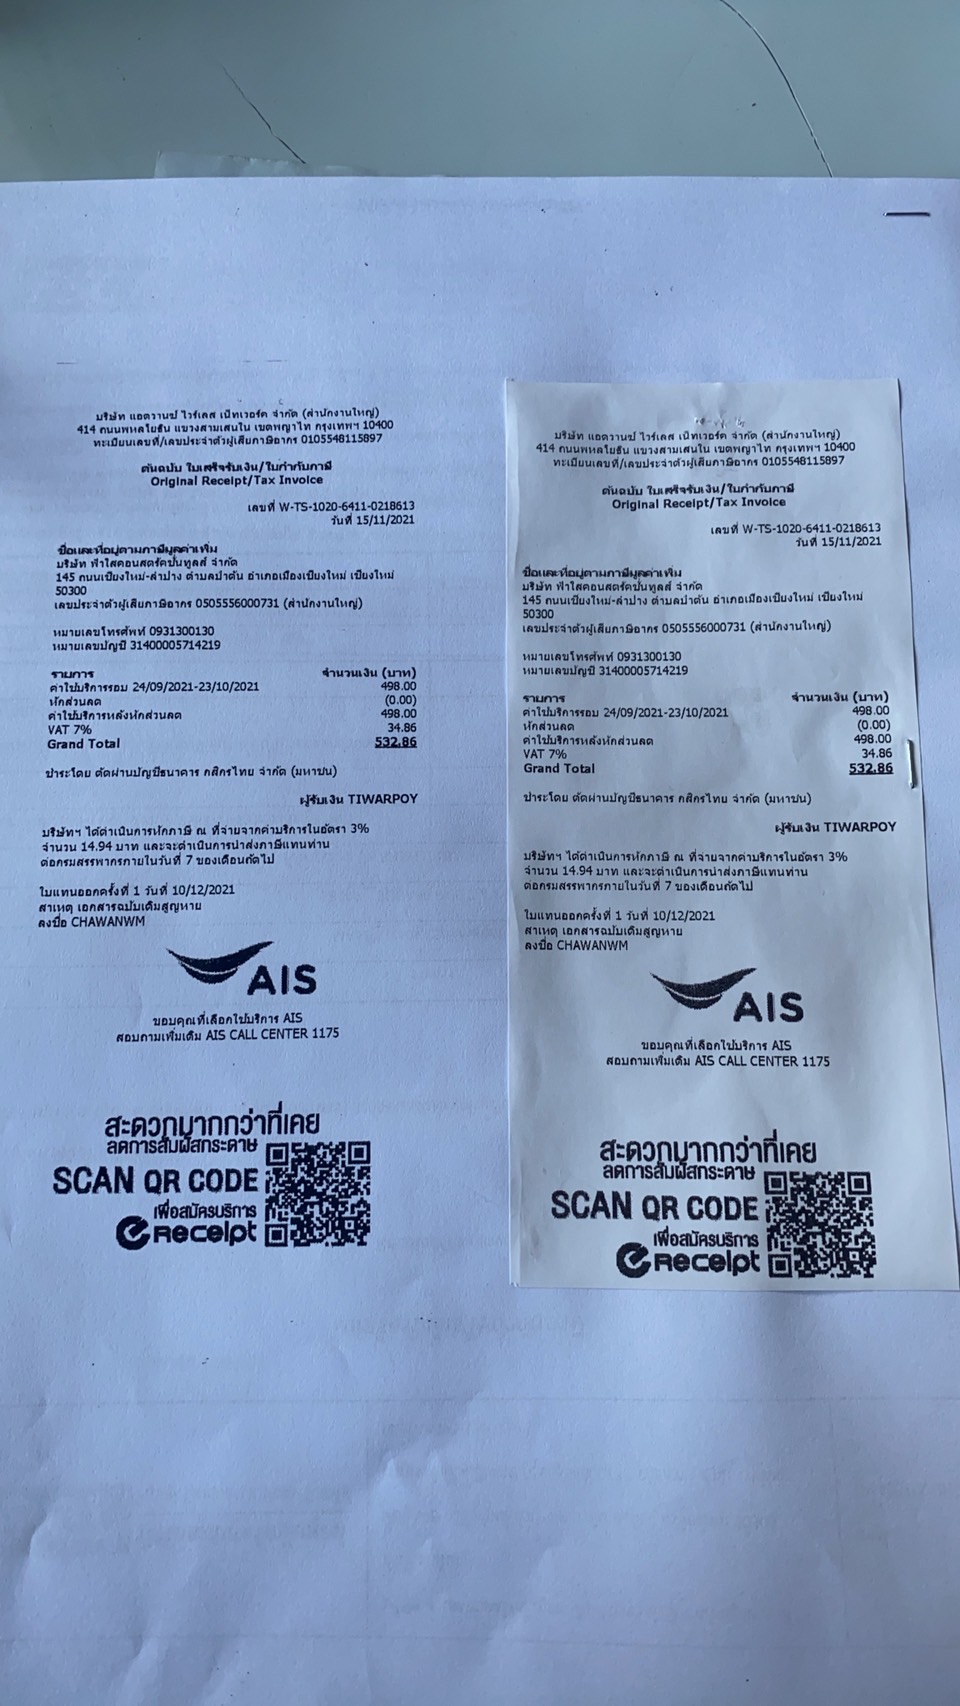 บริษัท แอดวานซ์ ไวร์เลส เน็ทเวอร์ค จำกัด (สำนักงานใหญ่)
414 ถนนพหลโยธิน แขวงสามเสนใน เขตพญาไท กรุงเทพฯ 10400
ทะเบียนเลขที่/เลขประจำตัวผู้เสียภาษีอากร 0105548115897
ต้นฉบับ ใบเสร็จรับเงิน/ใบกำกับภาษี
Original Receipt/Tax Invoice
เลขที่ W-TS-1020-6411-0218613
วันที่ 15/11/2021
ชื่อและที่อยู่ตามภาษีมูลค่าเพิ่ม
บริษัท ฟ้าใสคอนสตรัคชั่นทูลส์ จำกัด
145 ถนนเชียงใหม่-ลำปาง ตำบลป่าตัน อำเภอเมืองเชียงใหม่ เชียงใหม่
50300
เลขประจำตัวผู้เสียภาษีอากร 0505556000731 (สำนักงานใหญ่)
หมายเลขโทรศัพท์ 0931300130
หมายเลขบัญชี 31400005714219
รายการ จำนวนเงิน (บาท)
ค่าใช้บริการรอบ 24/09/2021-23/10/2021 498.00
หักส่วนลด (0.00)
ค่าใช้บริการหลังหักส่วนลด 498.00
VAT 7% 34.86
Grand Total 532.86
ชำระโดย ตัดผ่านบัญชีธนาคาร กสิกรไทย จำกัด (มหาชน)
ผู้รับเงิน TIWARPOY
บริษัทฯ ได้ดำเนินการหักภาษี ณ ที่จ่ายจากค่าบริการในอัตรา 3%
จำนวน 14.94 บาท และจะดำเนินการนำส่งภาษีแทนท่าน
ต่อกรมสรรพากรภายในวันที่ 7 ของเดือนถัดไป
ใบแทนออกครั้งที่ 1 วันที่ 10/12/2021
สาเหตุ เอกสารฉบับเดิมสูญหาย
ลงชื่อ CHAWANWM
AIS
ขอบคุณที่เลือกใช้บริการ AIS
สอบถามเพิ่มเติม AIS CALL CENTER 1175
สะดวกมากกว่าที่เคย
ลดการสัมผัสกระดาษ
SCAN QR CODE
เพื่อสมัครบริการ
eReceipt
บริษัท แอดวานซ์ ไวร์เลส เน็ทเวอร์ค จำกัด (สำนักงานใหญ่)
414 ถนนพหลโยธิน แขวงสามเสนใน เขตพญาไท กรุงเทพฯ 10400
ทะเบียนเลขที่/เลขประจำตัวผู้เสียภาษีอากร 0105548115897
ต้นฉบับ ใบเสร็จรับเงิน/ใบกำกับภาษี
Original Receipt/Tax Invoice
เลขที่ W-TS-1020-6411-0218613
วันที่ 15/11/2021
ชื่อและที่อยู่ตามภาษีมูลค่าเพิ่ม
บริษัท ฟ้าใสคอนสตรัคชั่นทูลส์ จำกัด
145 ถนนเชียงใหม่-ลำปาง ตำบลป่าตัน อำเภอเมืองเชียงใหม่ เชียงใหม่
50300
เลขประจำตัวผู้เสียภาษีอากร 0505556000731 (สำนักงานใหญ่)
หมายเลขโทรศัพท์ 0931300130
หมายเลขบัญชี 31400005714219
รายการ จำนวนเงิน (บาท)
ค่าใช้บริการรอบ 24/09/2021-23/10/2021 498.00
หักส่วนลด (0.00)
ค่าใช้บริการหลังหักส่วนลด 498.00
VAT 7% 34.86
Grand Total 532.86
ชำระโดย ตัดผ่านบัญชีธนาคาร กสิกรไทย จำกัด (มหาชน)
ผู้รับเงิน TIWARPOY
บริษัทฯ ได้ดำเนินการหักภาษี ณ ที่จ่ายจากค่าบริการในอัตรา 3%
จำนวน 14.94 บาท และจะดำเนินการนำส่งภาษีแทนท่าน
ต่อกรมสรรพากรภายในวันที่ 7 ของเดือนถัดไป
ใบแทนออกครั้งที่ 1 วันที่ 10/12/2021
สาเหตุ เอกสารฉบับเดิมสูญหาย
ลงชื่อ CHAWANWM
AIS
ขอบคุณที่เลือกใช้บริการ AIS
สอบถามเพิ่มเติม AIS CALL CENTER 1175
สะดวกมากกว่าที่เคย
ลดการสัมผัสกระดาษ
SCAN QR CODE
เพื่อสมัครบริการ
eReceipt